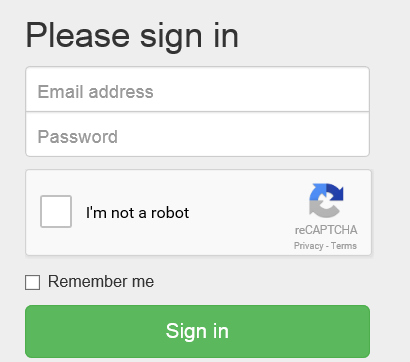 Please sign in
Email address
Password
I'm not a robot
reCAPTCHA
Privacy - Terms
Remember me
Sign in